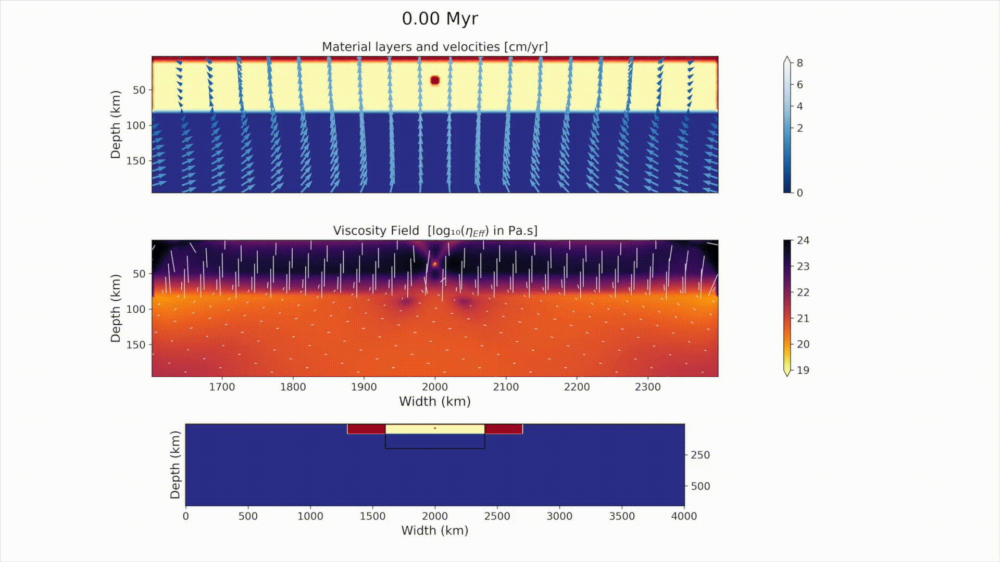 0.00 Myr
Material layers and velocities [cm/yr]
Depth (km)
50
100
150
8
6
4
2
0
Viscosity Field [log₁₀(η_Eff) in Pa.s]
Depth (km)
50
100
150
24
23
22
21
20
19
1700 1800 1900 2000 2100 2200 2300
Width (km)
Depth (km)
250
500
0 500 1000 1500 2000 2500 3000 3500 4000
Width (km)